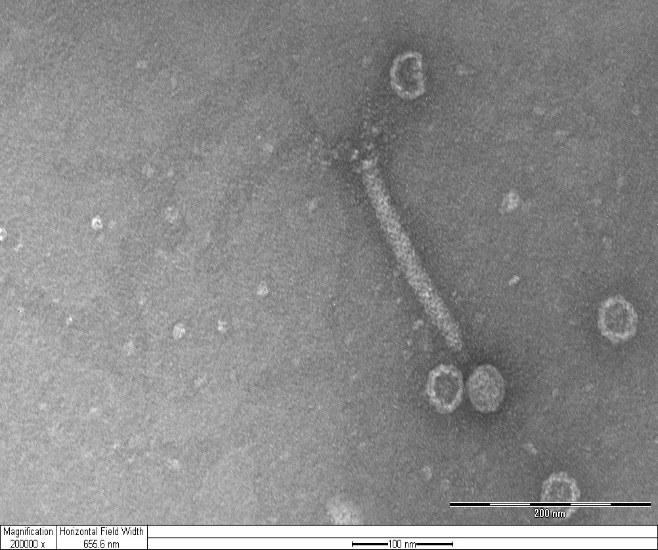 200 nm
Magnification Horizontal Field Width
200000 x 655.6 nm
100 nm